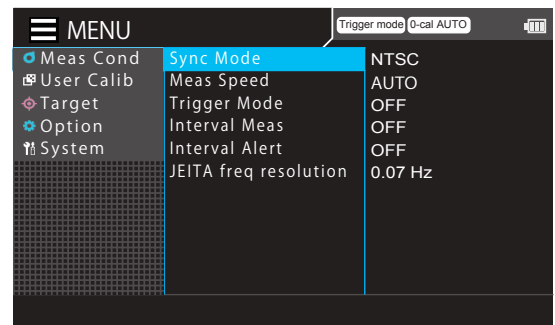 MENU
Trigger mode 0-cal AUTO
Meas Cond
User Calib
Target
Option
System
Sync Mode NTSC
Meas Speed AUTO
Trigger Mode OFF
Interval Meas OFF
Interval Alert OFF
JEITA freq resolution 0.07 Hz